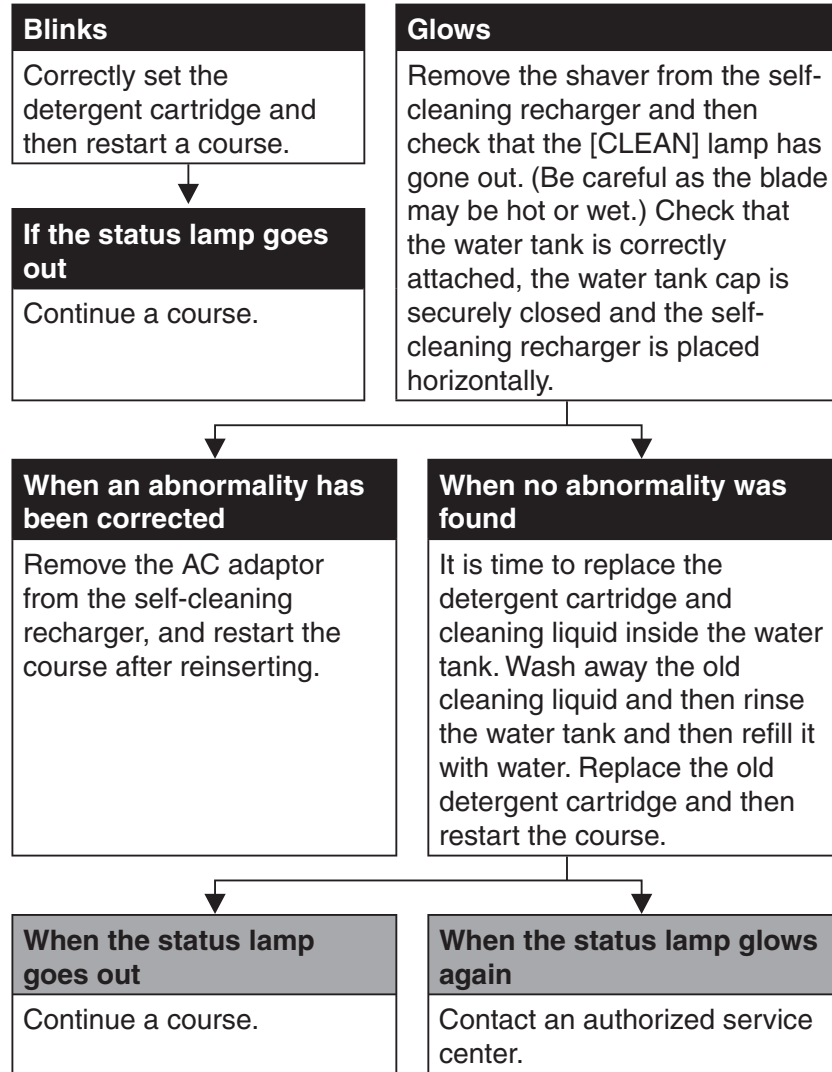 Blinks
Correctly set the
detergent cartridge and
then restart a course.
If the status lamp goes
out
Continue a course.
Glows
Remove the shaver from the self-
cleaning recharger and then
check that the [CLEAN] lamp has
gone out. (Be careful as the blade
may be hot or wet.) Check that
the water tank is correctly
attached, the water tank cap is
securely closed and the self-
cleaning recharger is placed
horizontally.
When an abnormality has
been corrected
Remove the AC adaptor
from the self-cleaning
recharger, and restart the
course after reinserting.
When no abnormality was
found
It is time to replace the
detergent cartridge and
cleaning liquid inside the water
tank. Wash away the old
cleaning liquid and then rinse
the water tank and then refill it
with water. Replace the old
detergent cartridge and then
restart the course.
When the status lamp
goes out
Continue a course.
When the status lamp glows
again
Contact an authorized service
center.